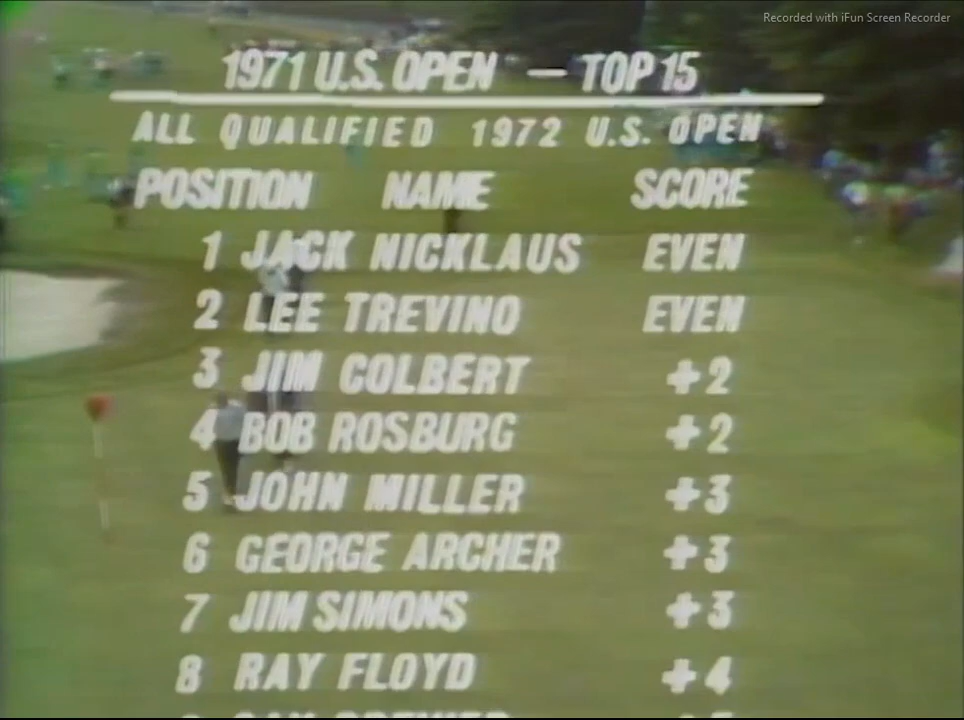 Recorded with iFun Screen Recorder
1971 U.S. OPEN — TOP 15
ALL QUALIFIED 1972 U.S. OPEN
POSITION NAME SCORE
1 JACK NICKLAUS EVEN
2 LEE TREVINO EVEN
3 JIM COLBERT +2
4 BOB ROSBURG +2
5 JOHN MILLER +3
6 GEORGE ARCHER +3
7 JIM SIMONS +3
8 RAY FLOYD +4